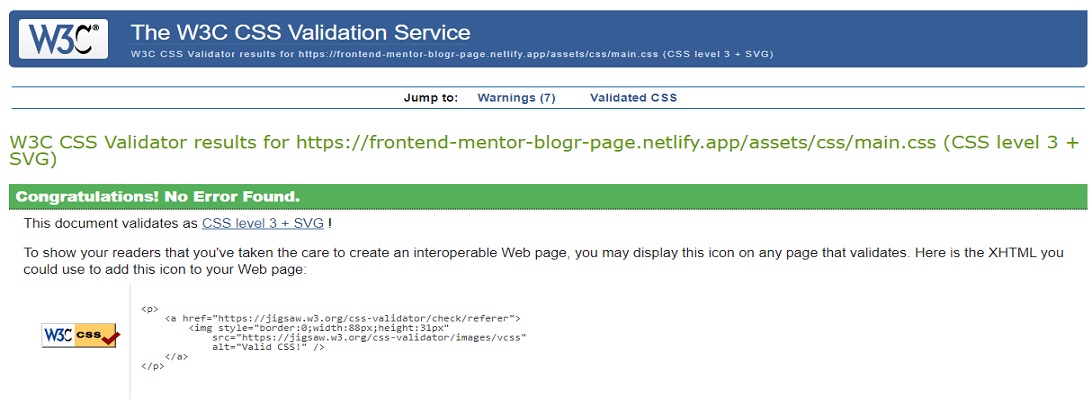 W3C®
The W3C CSS Validation Service
W3C CSS Validator results for https://frontend-mentor-blogr-page.netlify.app/assets/css/main.css (CSS level 3 + SVG)
Jump to: Warnings (7) Validated CSS
W3C CSS Validator results for https://frontend-mentor-blogr-page.netlify.app/assets/css/main.css (CSS level 3 +
SVG)
Congratulations! No Error Found.
This document validates as CSS level 3 + SVG !
To show your readers that you've taken the care to create an interoperable Web page, you may display this icon on any page that validates. Here is the XHTML you
could use to add this icon to your Web page:
W3C css
<p>
<a href="https://jigsaw.w3.org/css-validator/check/referer">
<img style="border:0;width:88px;height:31px"
src="https://jigsaw.w3.org/css-validator/images/vcss"
alt="Valid CSS!" />
</a>
</p>